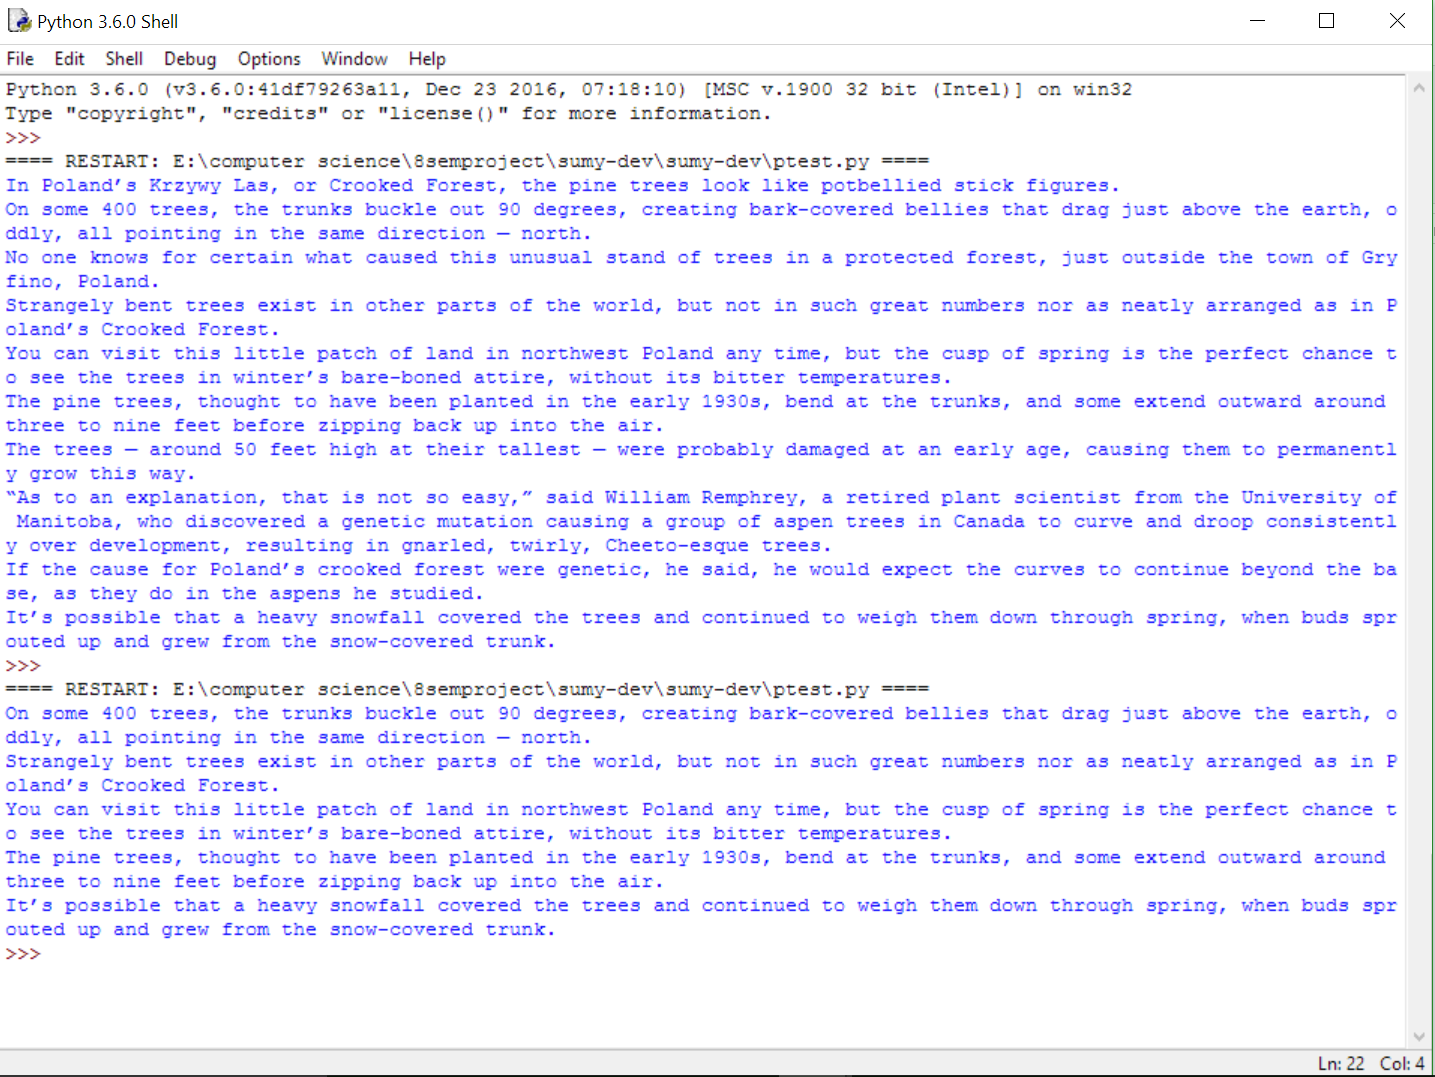 Python 3.6.0 Shell
File Edit Shell Debug Options Window Help
Python 3.6.0 (v3.6.0:41df79263a11, Dec 23 2016, 07:18:10) [MSC v.1900 32 bit (Intel)] on win32
Type "copyright", "credits" or "license()" for more information.
>>>
==== RESTART: E:\computer science\8semproject\sumy-dev\sumy-dev\ptest.py ====
In Poland’s Krzywy Las, or Crooked Forest, the pine trees look like potbellied stick figures.
On some 400 trees, the trunks buckle out 90 degrees, creating bark-covered bellies that drag just above the earth, o
ddly, all pointing in the same direction — north.
No one knows for certain what caused this unusual stand of trees in a protected forest, just outside the town of Gry
fino, Poland.
Strangely bent trees exist in other parts of the world, but not in such great numbers nor as neatly arranged as in P
oland’s Crooked Forest.
You can visit this little patch of land in northwest Poland any time, but the cusp of spring is the perfect chance t
o see the trees in winter’s bare-boned attire, without its bitter temperatures.
The pine trees, thought to have been planted in the early 1930s, bend at the trunks, and some extend outward around
three to nine feet before zipping back up into the air.
The trees — around 50 feet high at their tallest — were probably damaged at an early age, causing them to permanentl
y grow this way.
“As to an explanation, that is not so easy,” said William Remphrey, a retired plant scientist from the University of
 Manitoba, who discovered a genetic mutation causing a group of aspen trees in Canada to curve and droop consistentl
y over development, resulting in gnarled, twirly, Cheeto-esque trees.
If the cause for Poland’s crooked forest were genetic, he said, he would expect the curves to continue beyond the ba
se, as they do in the aspens he studied.
It’s possible that a heavy snowfall covered the trees and continued to weigh them down through spring, when buds spr
outed up and grew from the snow-covered trunk.
>>>
==== RESTART: E:\computer science\8semproject\sumy-dev\sumy-dev\ptest.py ====
On some 400 trees, the trunks buckle out 90 degrees, creating bark-covered bellies that drag just above the earth, o
ddly, all pointing in the same direction — north.
Strangely bent trees exist in other parts of the world, but not in such great numbers nor as neatly arranged as in P
oland’s Crooked Forest.
You can visit this little patch of land in northwest Poland any time, but the cusp of spring is the perfect chance t
o see the trees in winter’s bare-boned attire, without its bitter temperatures.
The pine trees, thought to have been planted in the early 1930s, bend at the trunks, and some extend outward around
three to nine feet before zipping back up into the air.
It’s possible that a heavy snowfall covered the trees and continued to weigh them down through spring, when buds spr
outed up and grew from the snow-covered trunk.
>>>
Ln: 22 Col: 4